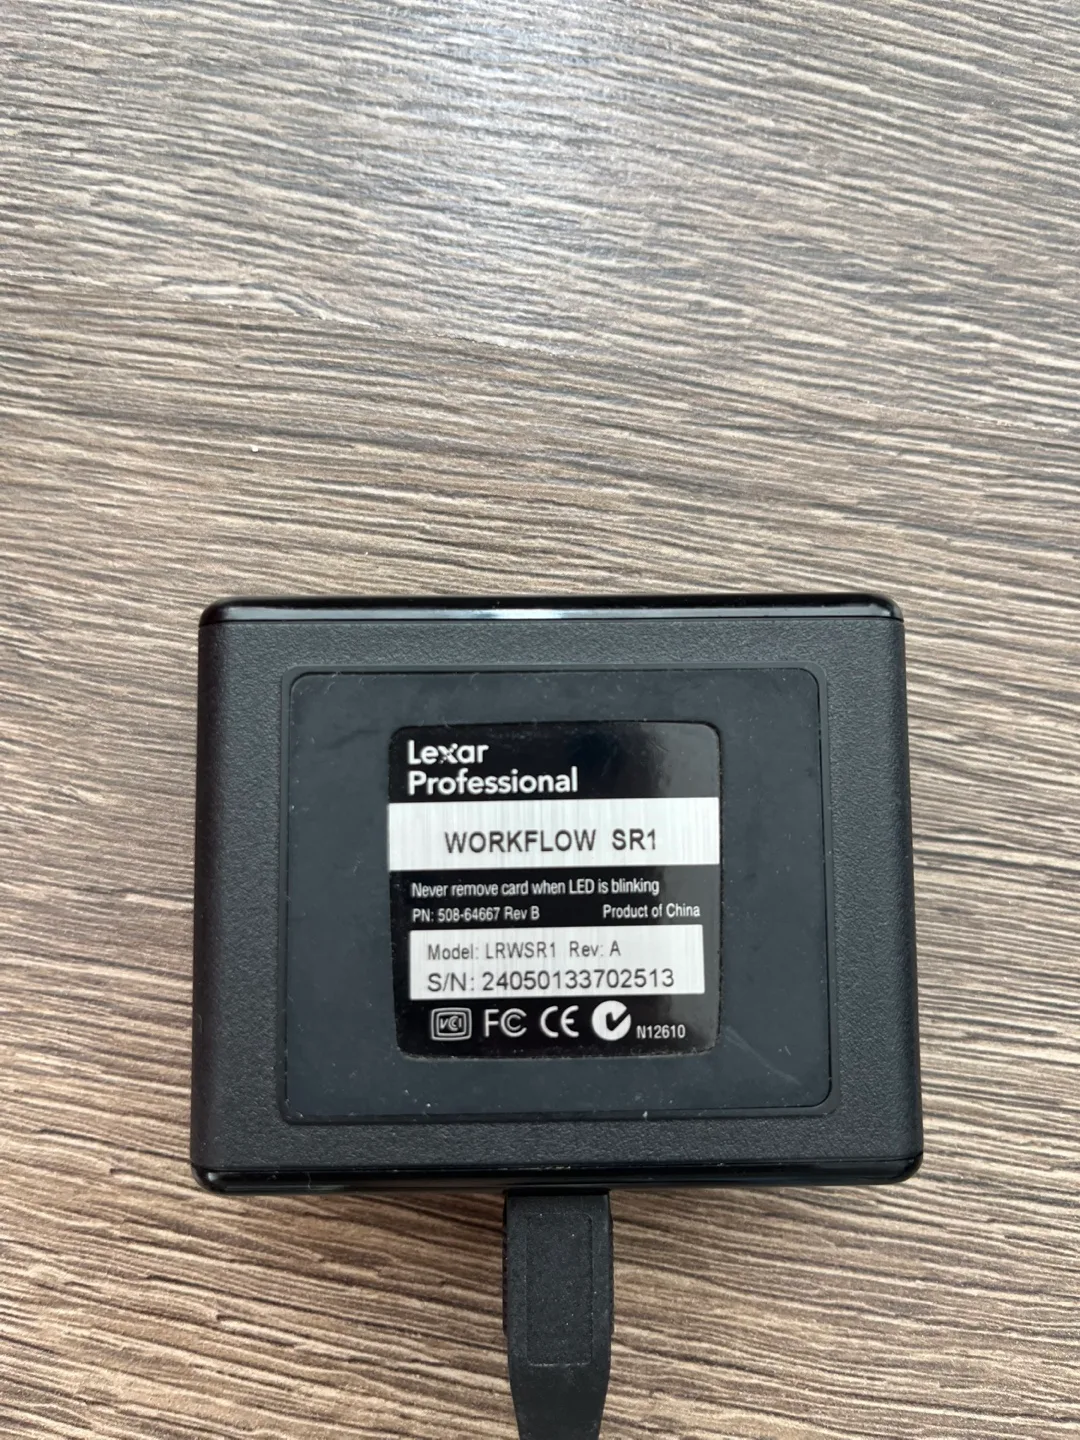 Lexar
Professional
WORKFLOW SR1
Never remove card when LED is blinking
PN: 508-64667 Rev B Product of China
Model: LRWSR1 Rev: A
S/N: 24050133702513
VCI FC CE N12610